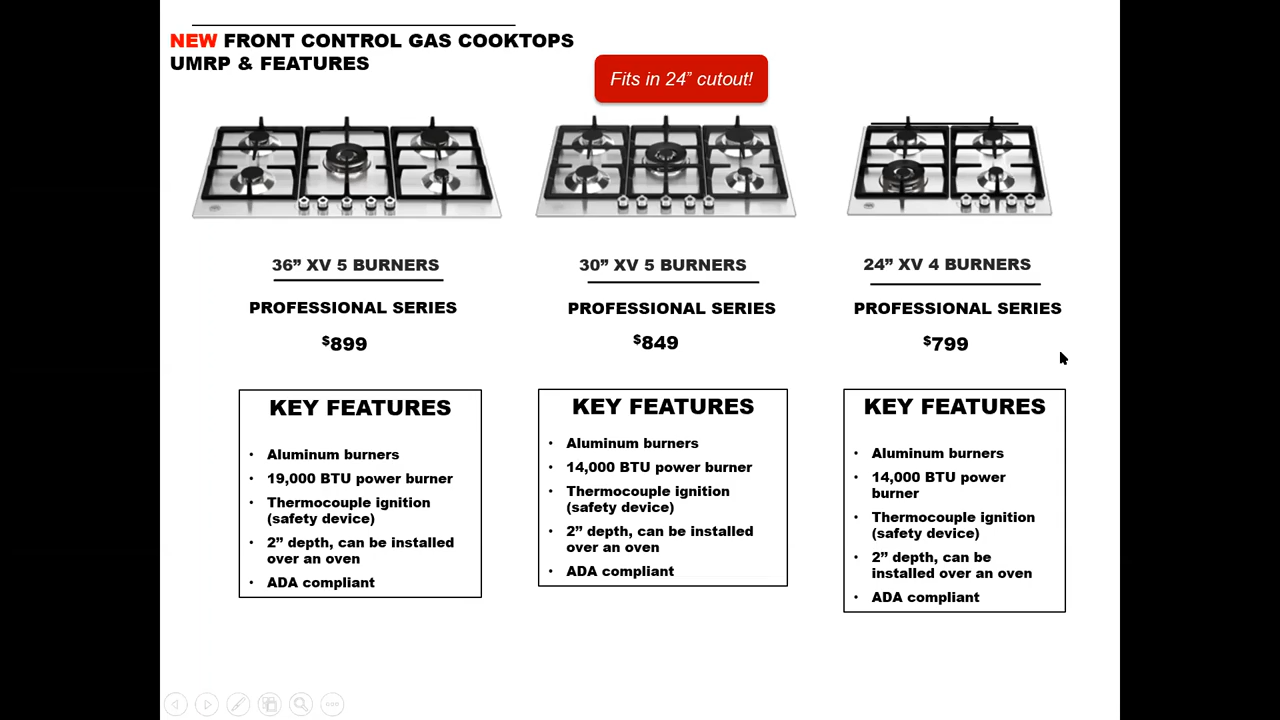 NEW FRONT CONTROL GAS COOKTOPS
UMRP & FEATURES
Fits in 24” cutout!
36” XV 5 BURNERS
PROFESSIONAL SERIES
$899
KEY FEATURES
• Aluminum burners
• 19,000 BTU power burner
• Thermocouple ignition
(safety device)
• 2” depth, can be installed
over an oven
• ADA compliant
30” XV 5 BURNERS
PROFESSIONAL SERIES
$849
KEY FEATURES
• Aluminum burners
• 14,000 BTU power burner
• Thermocouple ignition
(safety device)
• 2” depth, can be installed
over an oven
• ADA compliant
24” XV 4 BURNERS
PROFESSIONAL SERIES
$799
KEY FEATURES
• Aluminum burners
• 14,000 BTU power
burner
• Thermocouple ignition
(safety device)
• 2” depth, can be
installed over an oven
• ADA compliant